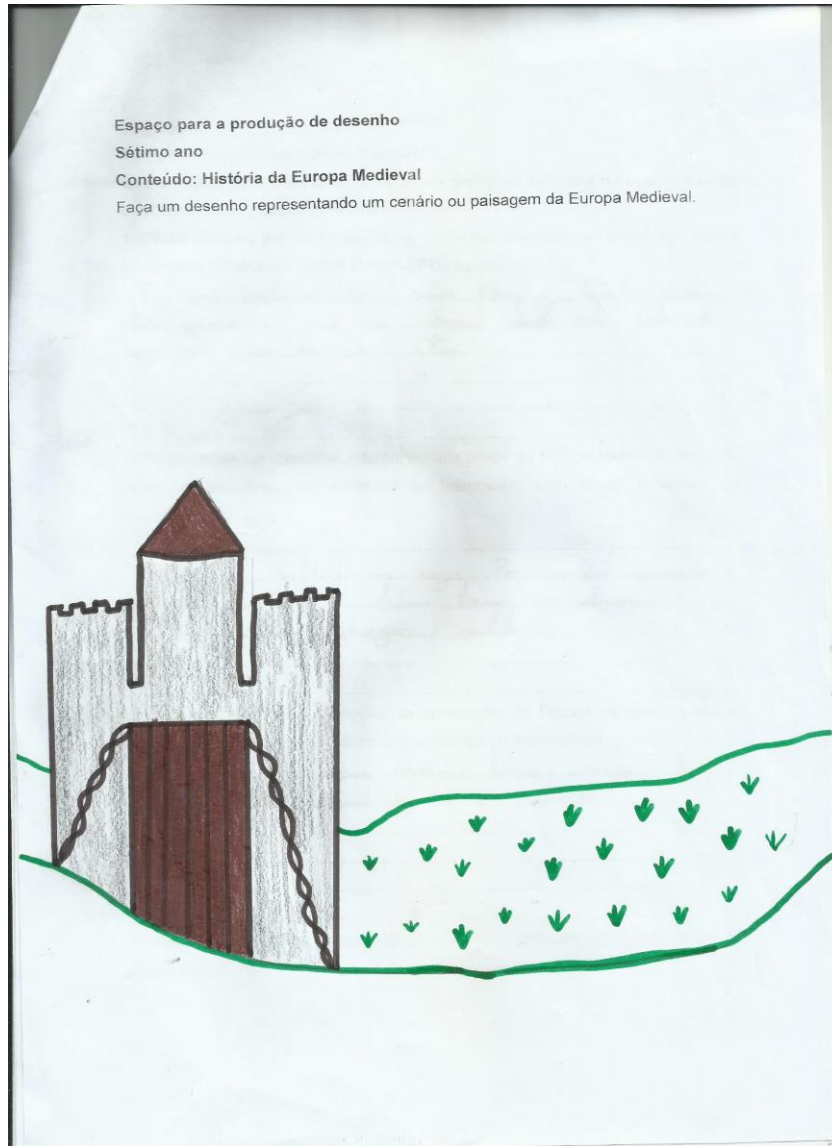 Espaço para a produção de desenho
Sétimo ano
Conteúdo: História da Europa Medieval
Faça um desenho representando um cenário ou paisagem da Europa Medieval.